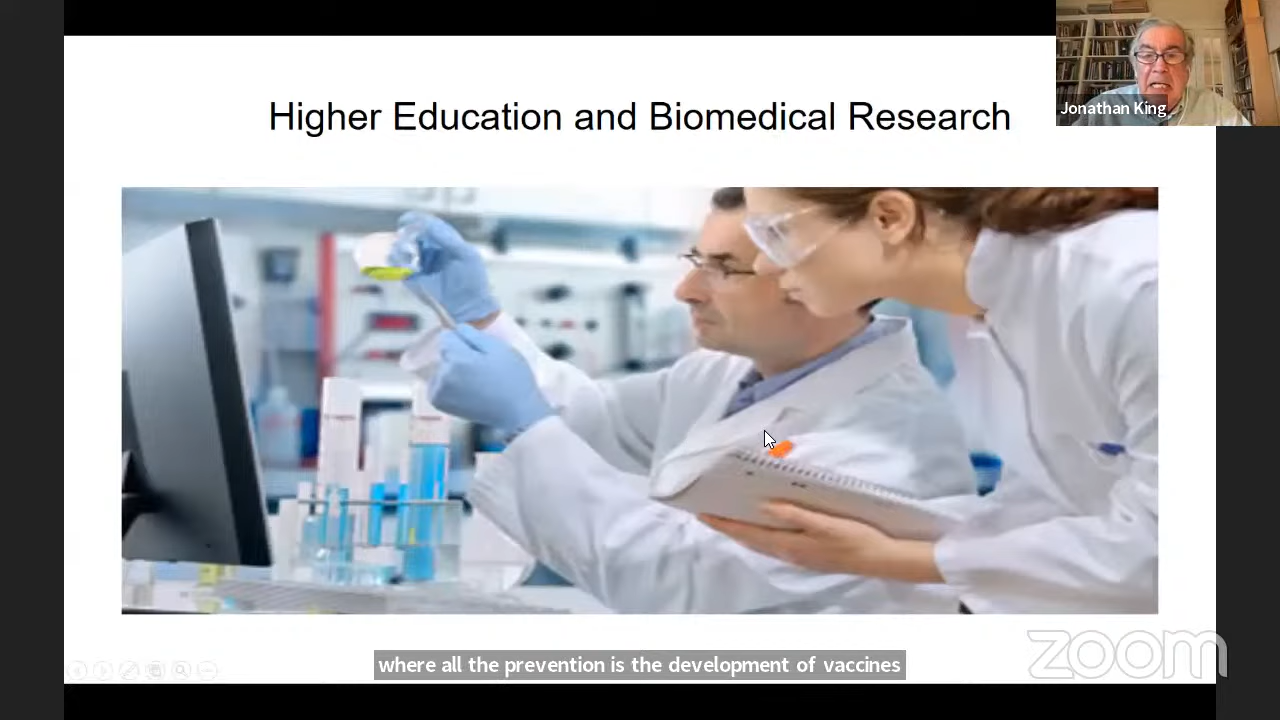 Higher Education and Biomedical Research
Jonathan King
where all the prevention is the development of vaccines
zoom